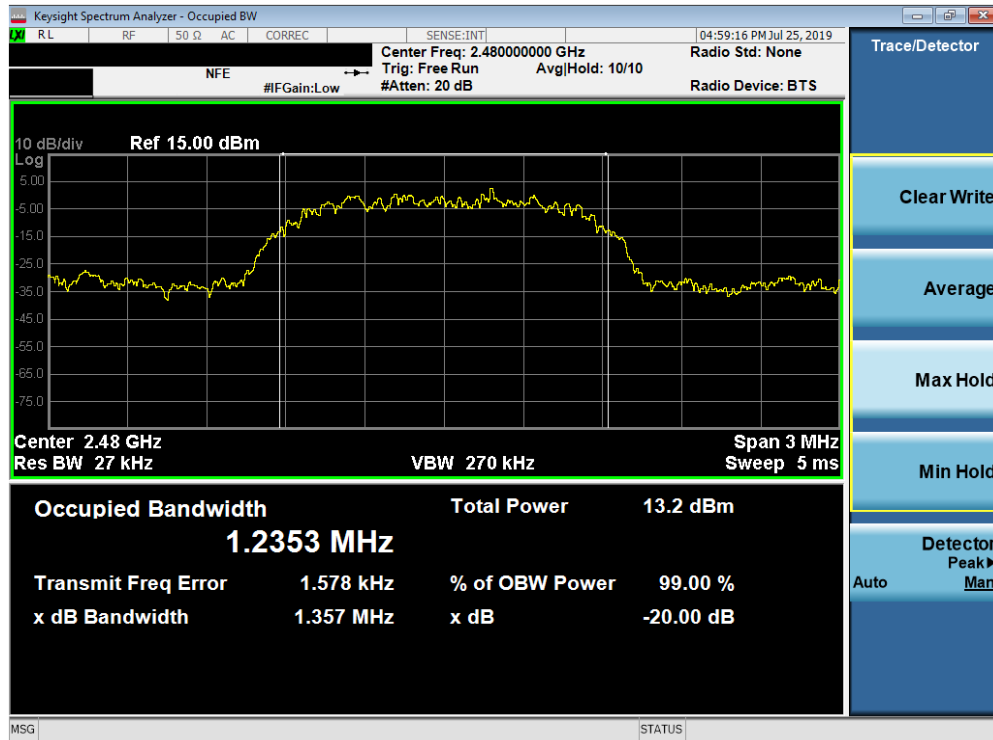 Keysight Spectrum Analyzer - Occupied BW
LXI RL RF 50 Ω AC CORREC SENSE:INT 04:59:16 PM Jul 25, 2019
Center Freq: 2.480000000 GHz Radio Std: None
NFE Trig: Free Run Avg|Hold: 10/10
#IFGain:Low #Atten: 20 dB Radio Device: BTS
10 dB/div Ref 15.00 dBm
Log
5.00
-5.00
-15.0
-25.0
-35.0
-45.0
-55.0
-65.0
-75.0
Center 2.48 GHz Span 3 MHz
Res BW 27 kHz VBW 270 kHz Sweep 5 ms
Occupied Bandwidth Total Power 13.2 dBm
1.2353 MHz
Transmit Freq Error 1.578 kHz % of OBW Power 99.00 %
x dB Bandwidth 1.357 MHz x dB -20.00 dB
MSG STATUS
Trace/Detector
Clear Write
Average
Max Hold
Min Hold
Detector
Peak▶
Auto Man